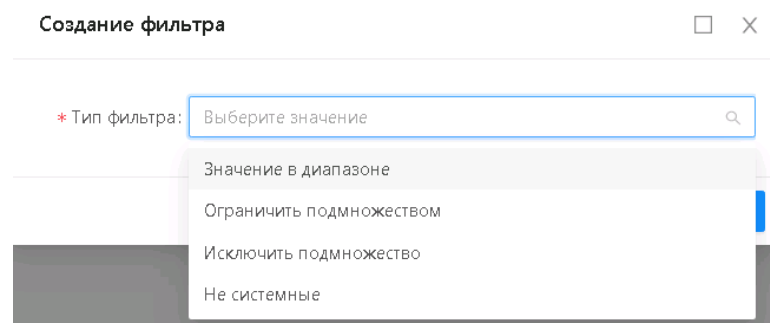 Создание фильтра
* Тип фильтра: Выберите значение
Значение в диапазоне
Ограничить подмножеством
Исключить подмножество
Не системные